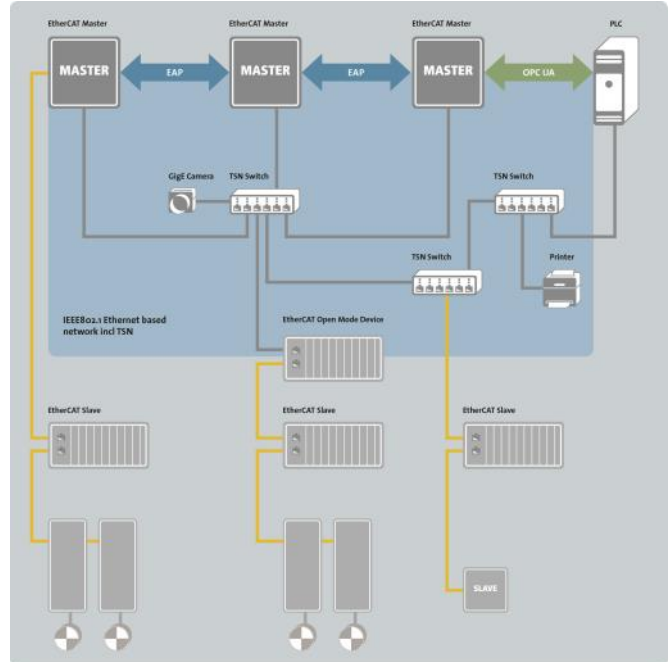 EtherCAT Master
EtherCAT Master
EtherCAT Master
PLC
MASTER
EAP
MASTER
EAP
MASTER
OPC UA
GigE Camera
TSN Switch
TSN Switch
TSN Switch
Printer
IEEE802.1 Ethernet based
network incl TSN
EtherCAT Open Mode Device
EtherCAT Slave
EtherCAT Slave
EtherCAT Slave
SLAVE